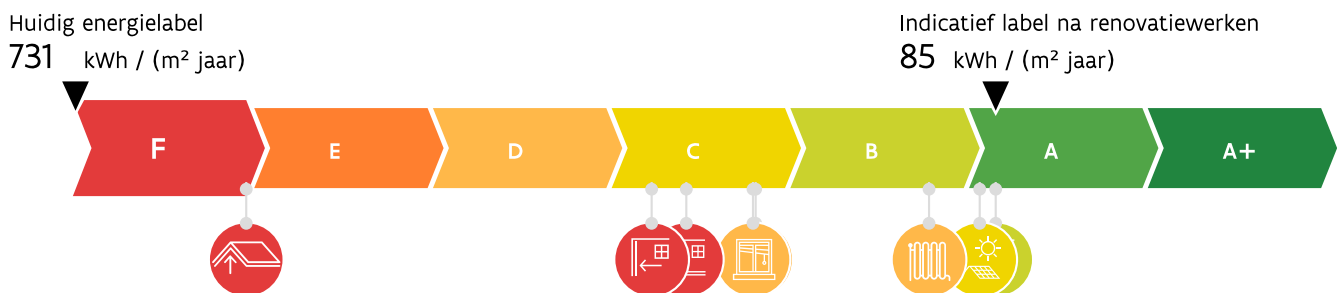 Huidig energielabel
731 kWh / (m² jaar)
Indicatief label na renovatiewerken
85 kWh / (m² jaar)
F E D C B A A+